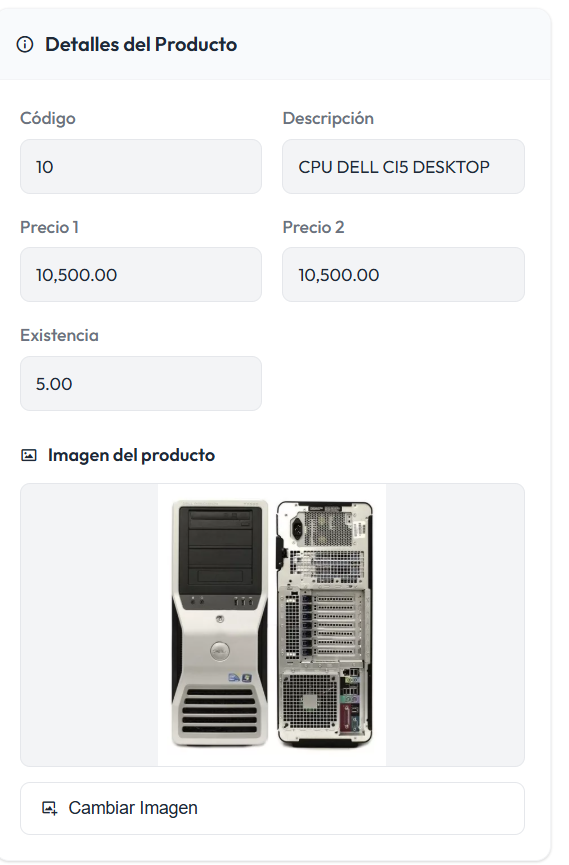 Detalles del Producto
Código
Descripción
10
CPU DELL CI5 DESKTOP
Precio 1
Precio 2
10,500.00
10,500.00
Existencia
5.00
Imagen del producto
Cambiar Imagen